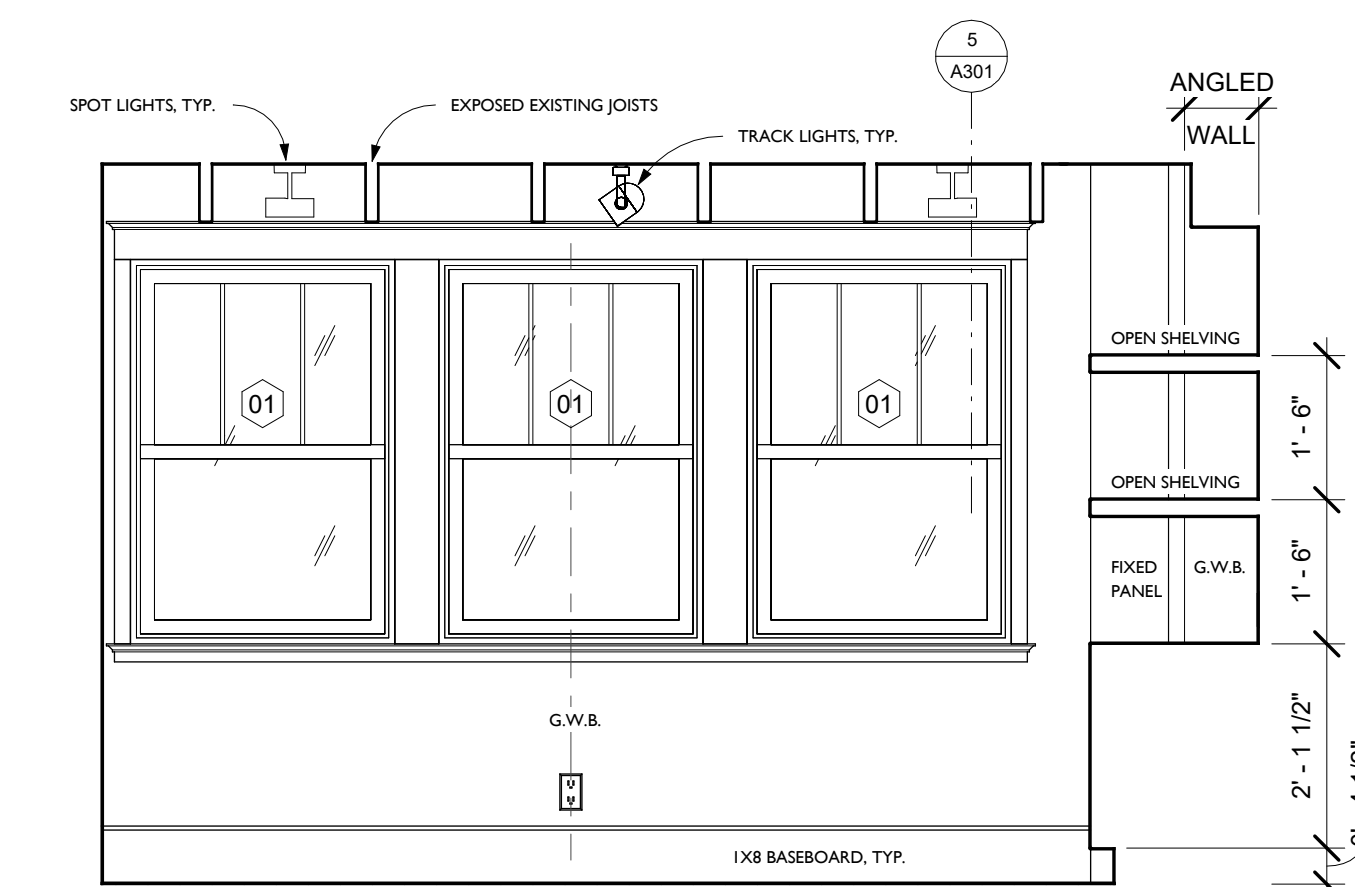 5
A301
ANGLED
WALL
SPOT LIGHTS, TYP.
EXPOSED EXISTING JOISTS
TRACK LIGHTS, TYP.
OPEN SHELVING
01
01
01
1' - 6"
OPEN SHELVING
FIXED
PANEL
G.W.B.
1' - 6"
G.W.B.
2' - 1 1/2"
1X8 BASEBOARD, TYP.